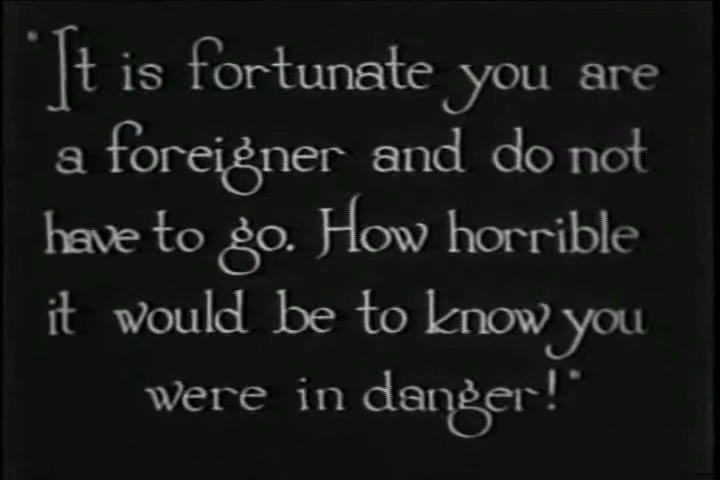 "It is fortunate you are
a foreigner and do not
have to go. How horrible
it would be to know you
were in danger!"